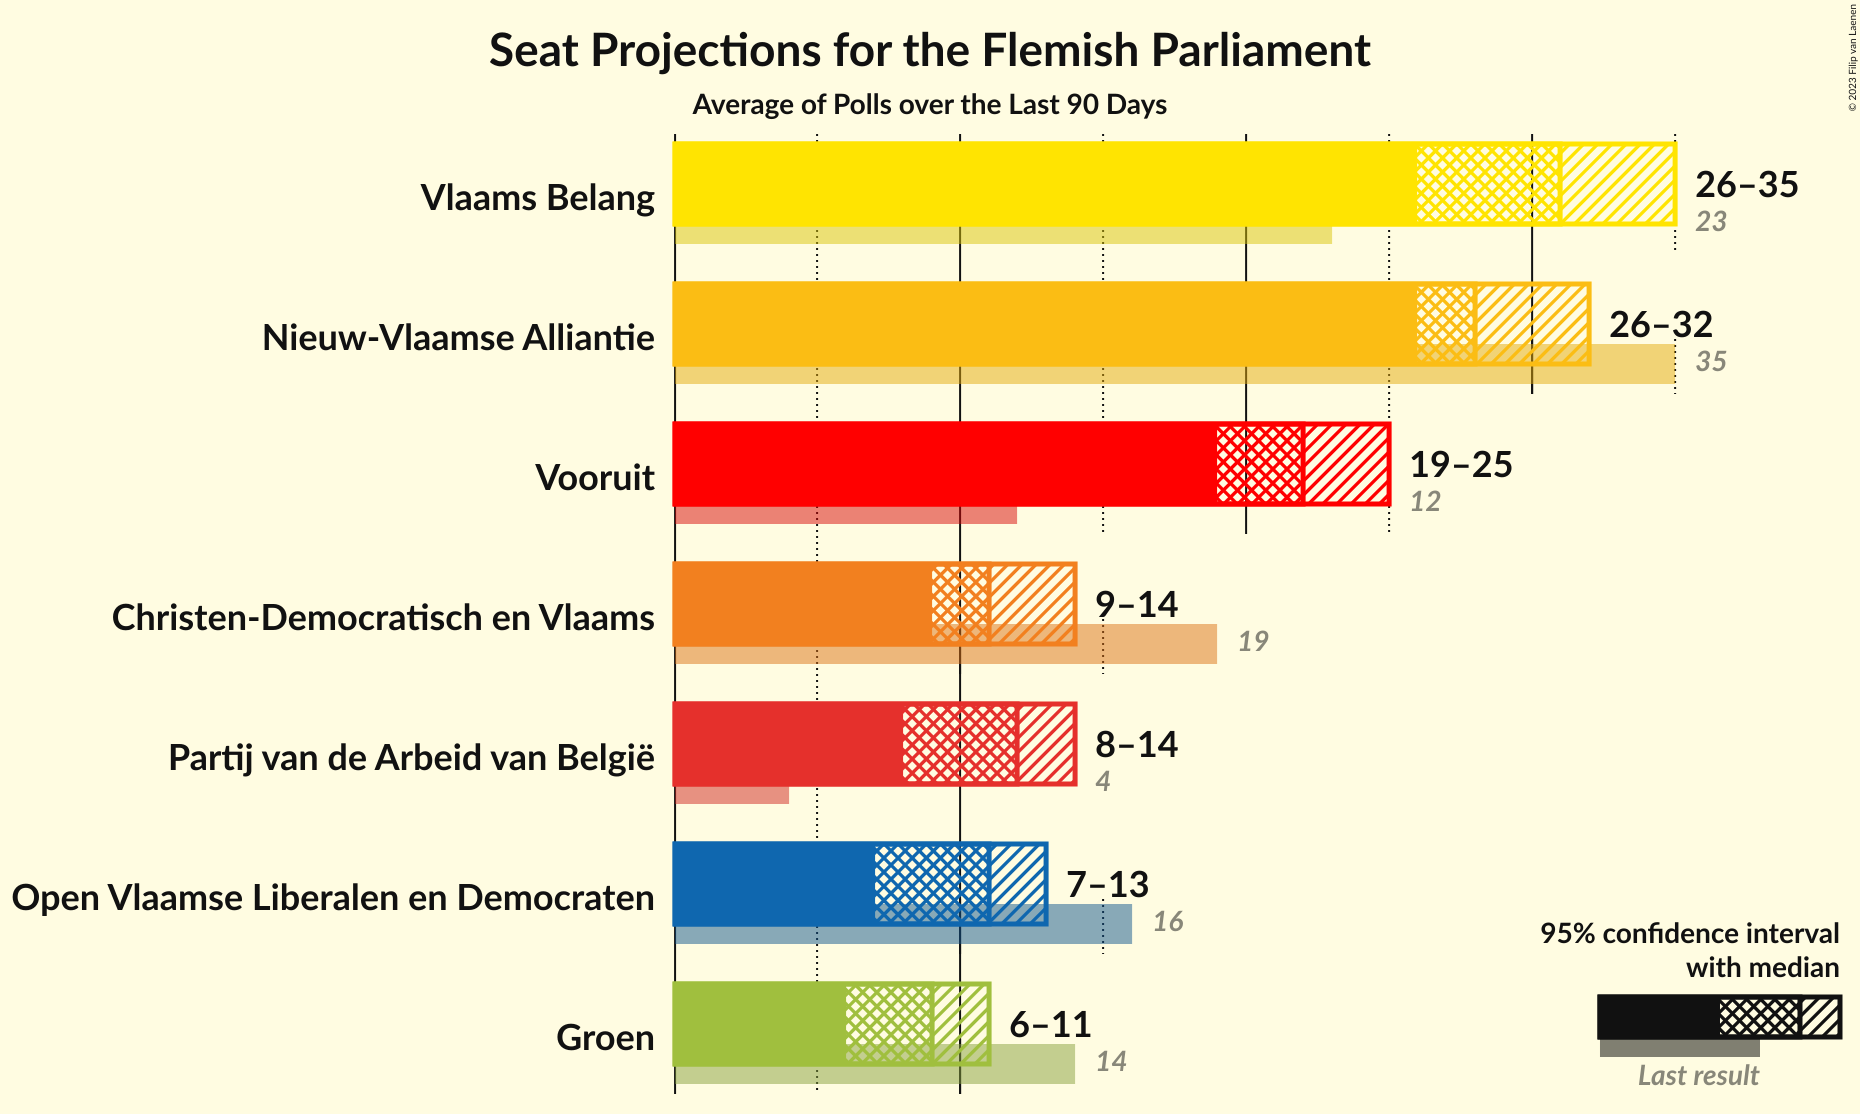 Seat Projections for the Flemish Parliament
Average of Polls over the Last 90 Days
© 2023 Filip van Laenen
Vlaams Belang
26–35
23
Nieuw-Vlaamse Alliantie
26–32
35
Vooruit
19–25
12
Christen-Democratisch en Vlaams
9–14
19
Partij van de Arbeid van België
8–14
4
Open Vlaamse Liberalen en Democraten
7–13
16
Groen
6–11
14
95% confidence interval
with median
Last result